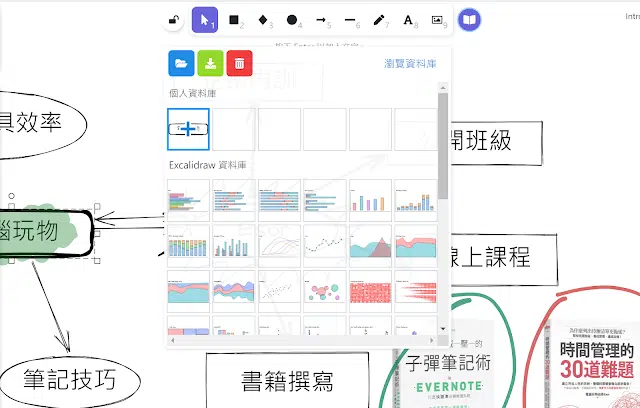 1 2 3 4 5 6 7 8 9
Intr
瀏覽資料庫
個人資料庫
Excalidraw 資料庫
具效率
開班級
腦玩物
線上課程
筆記技巧
書籍撰寫
子彈筆記術
EVERNOTE
時間管理的
30道難題